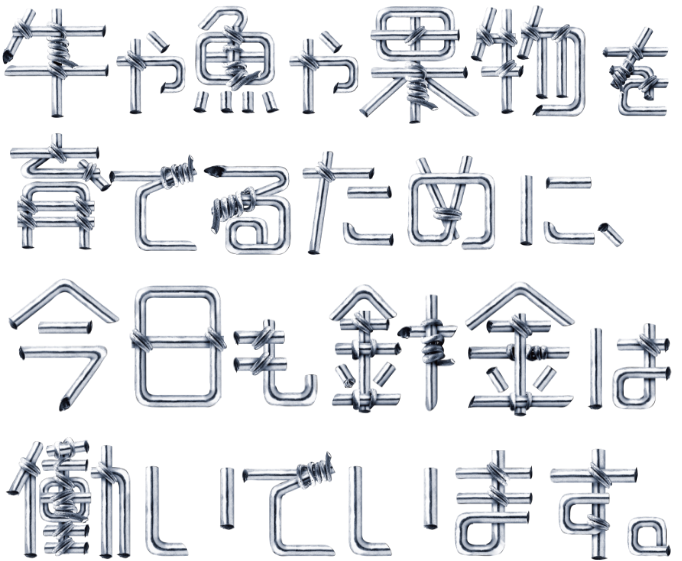 牛や魚や果物を
育てるために、
今日も針金は
働いています。